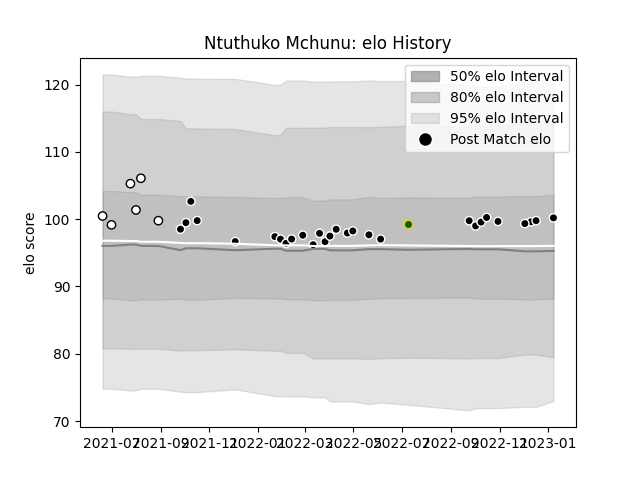 Ntuthuko Mchunu: elo History
120
110
100
90
80
70
elo score
50% elo Interval
80% elo Interval
95% elo Interval
Post Match elo
2021-07 2021-09 2021-11 2022-01 2022-03 2022-05 2022-07 2022-09 2022-11 2023-01